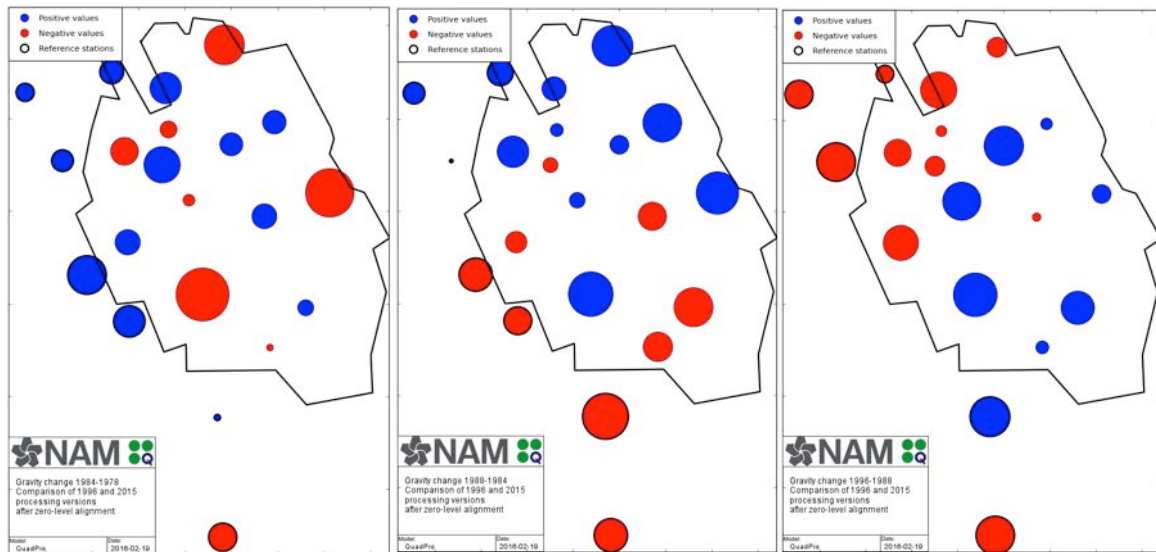 Positive values
Negative values
Reference stations
NAM
Q
Gravity change 1984-1978
Comparison of 1996 and 2015
processing versions
after zero-level alignment
Model:
QuadPre,
Date:
2016-02-19
Positive values
Negative values
Reference stations
NAM
Q
Gravity change 1988-1984
Comparison of 1996 and 2015
processing versions
after zero-level alignment
Model:
QuadPre,
Date:
2016-02-19
Positive values
Negative values
Reference stations
NAM
Q
Gravity change 1996-1988
Comparison of 1996 and 2015
processing versions
after zero-level alignment
Model:
QuadPre,
Date:
2016-02-19